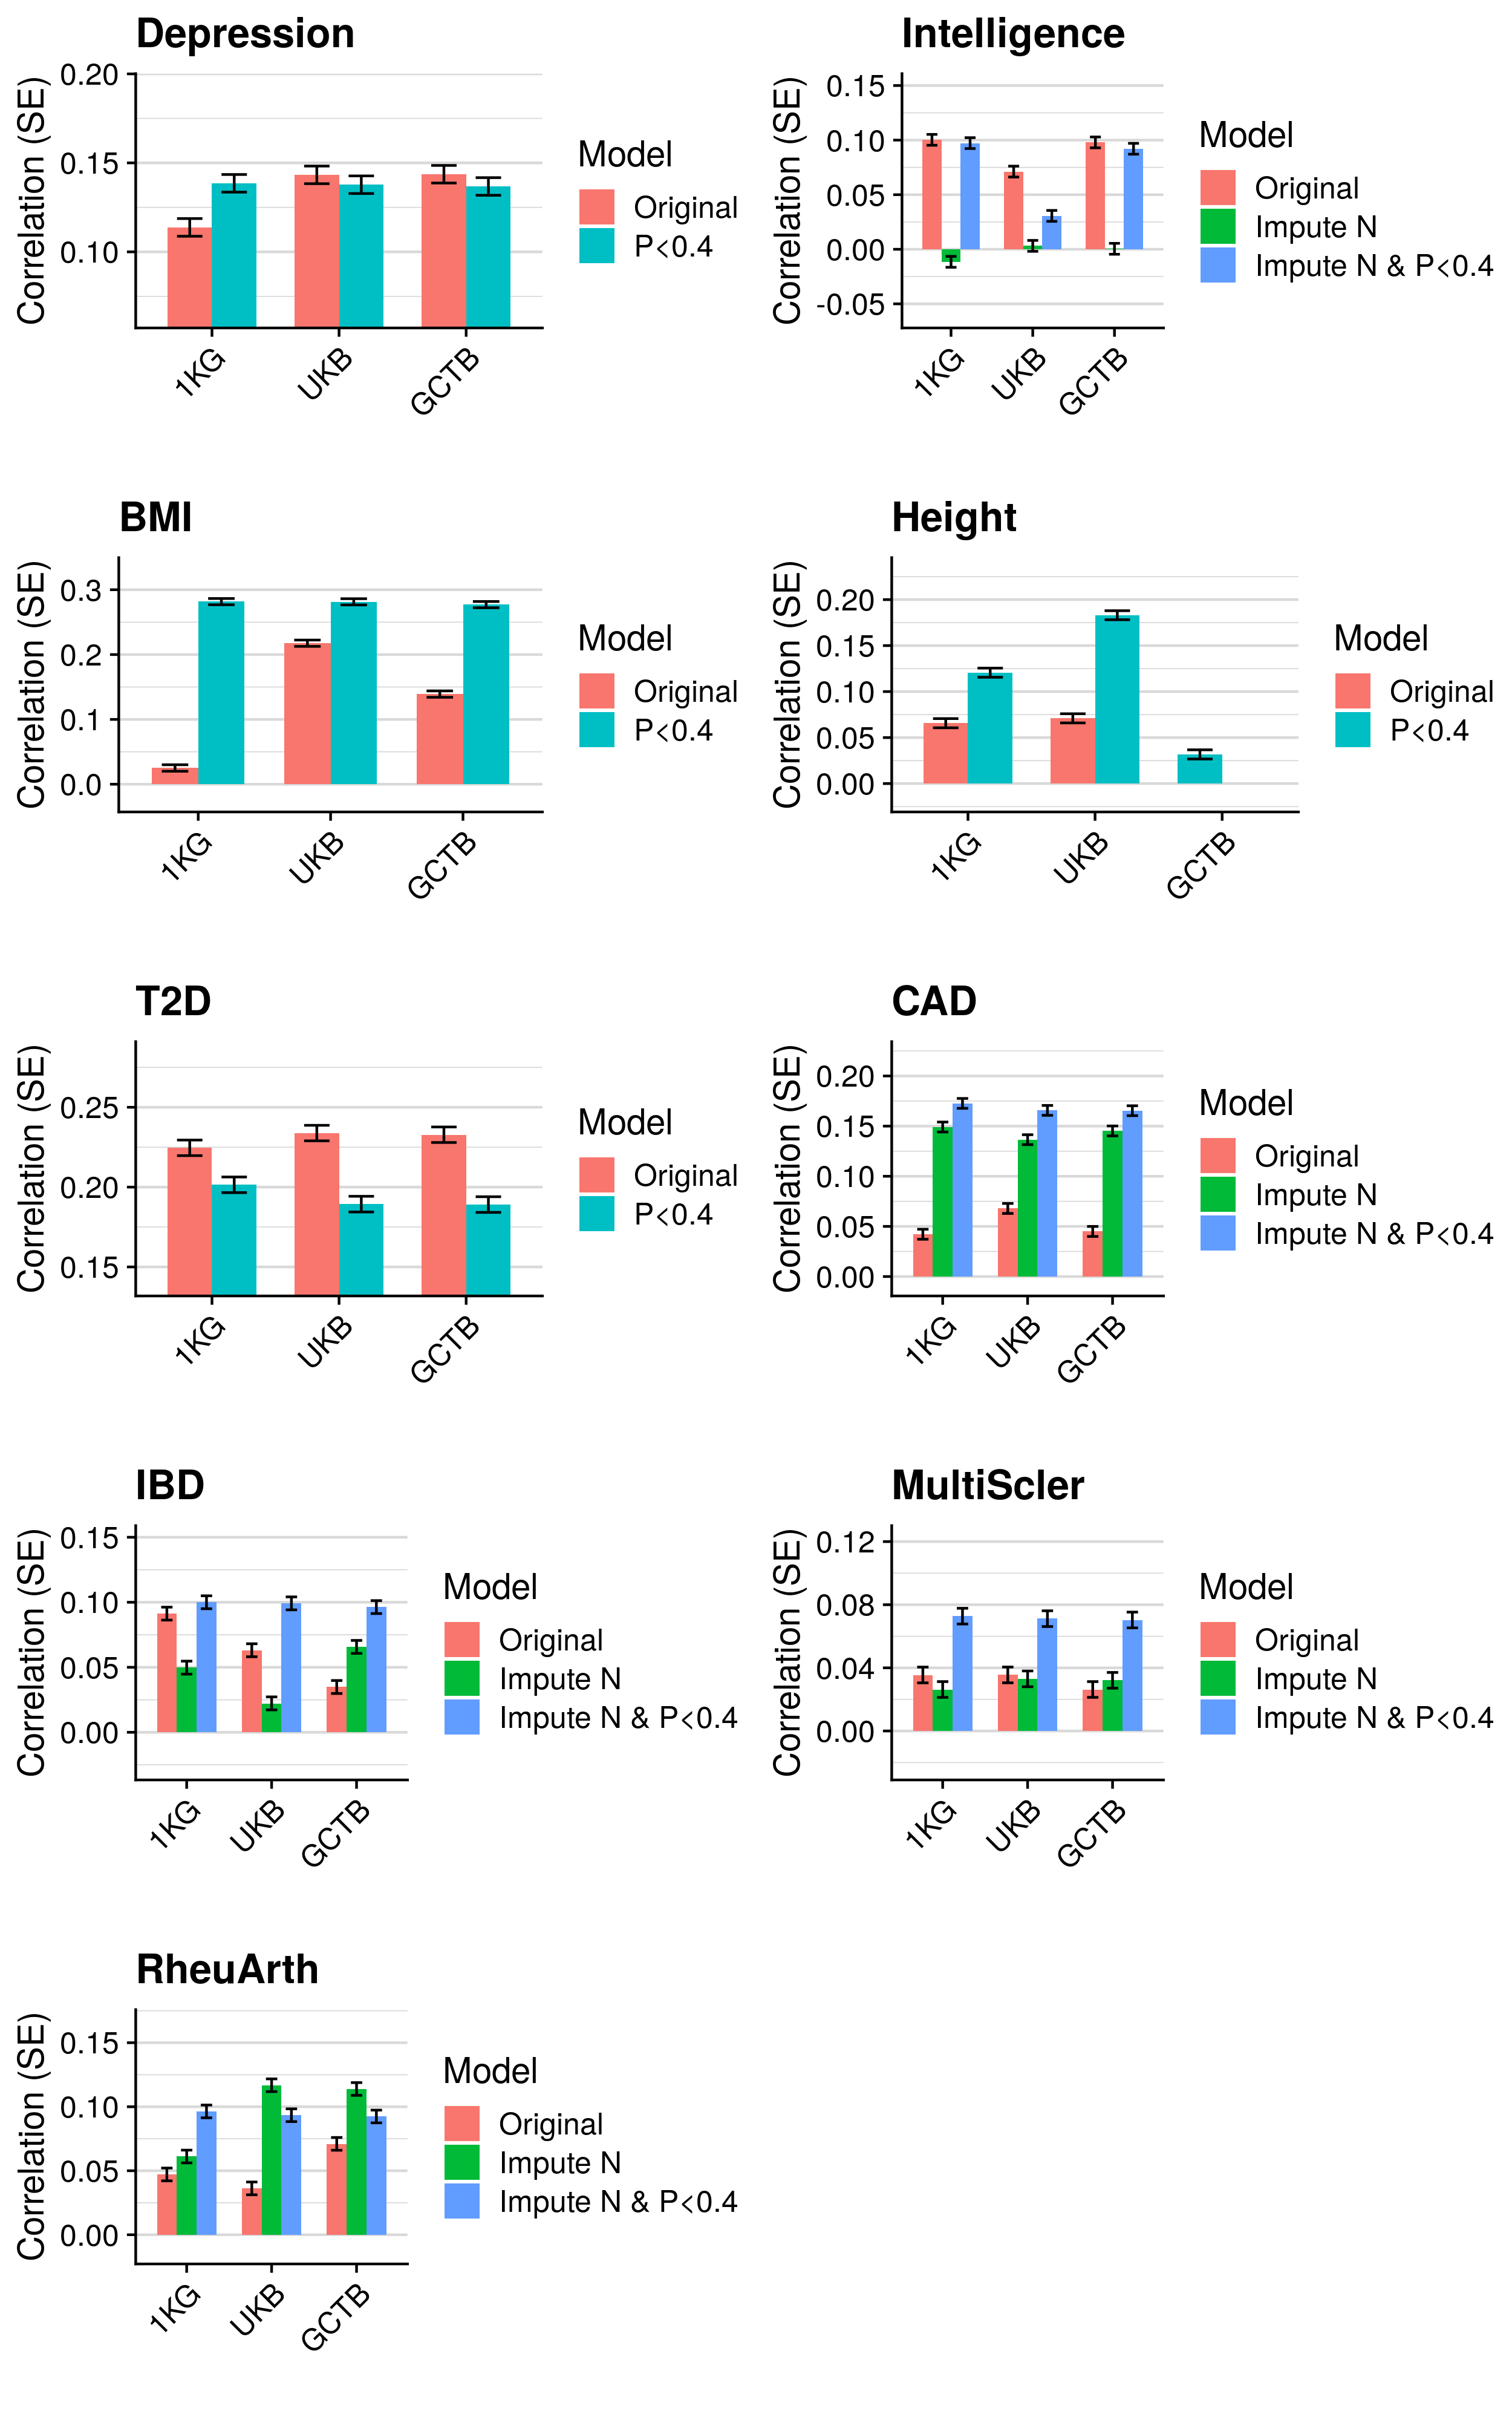 Depression
Correlation (SE)
0.20
0.15
0.10
1KG
UKB
GCTB
Model
Original
P<0.4
Intelligence
Correlation (SE)
0.15
0.10
0.05
0.00
-0.05
1KG
UKB
GCTB
Model
Original
Impute N
Impute N & P<0.4
BMI
Correlation (SE)
0.3
0.2
0.1
0.0
1KG
UKB
GCTB
Model
Original
P<0.4
Height
Correlation (SE)
0.20
0.15
0.10
0.05
0.00
1KG
UKB
GCTB
Model
Original
P<0.4
T2D
Correlation (SE)
0.25
0.20
0.15
1KG
UKB
GCTB
Model
Original
P<0.4
CAD
Correlation (SE)
0.20
0.15
0.10
0.05
0.00
1KG
UKB
GCTB
Model
Original
Impute N
Impute N & P<0.4
IBD
Correlation (SE)
0.15
0.10
0.05
0.00
1KG
UKB
GCTB
Model
Original
Impute N
Impute N & P<0.4
MultiScler
Correlation (SE)
0.12
0.08
0.04
0.00
1KG
UKB
GCTB
Model
Original
Impute N
Impute N & P<0.4
RheuArth
Correlation (SE)
0.15
0.10
0.05
0.00
1KG
UKB
GCTB
Model
Original
Impute N
Impute N & P<0.4